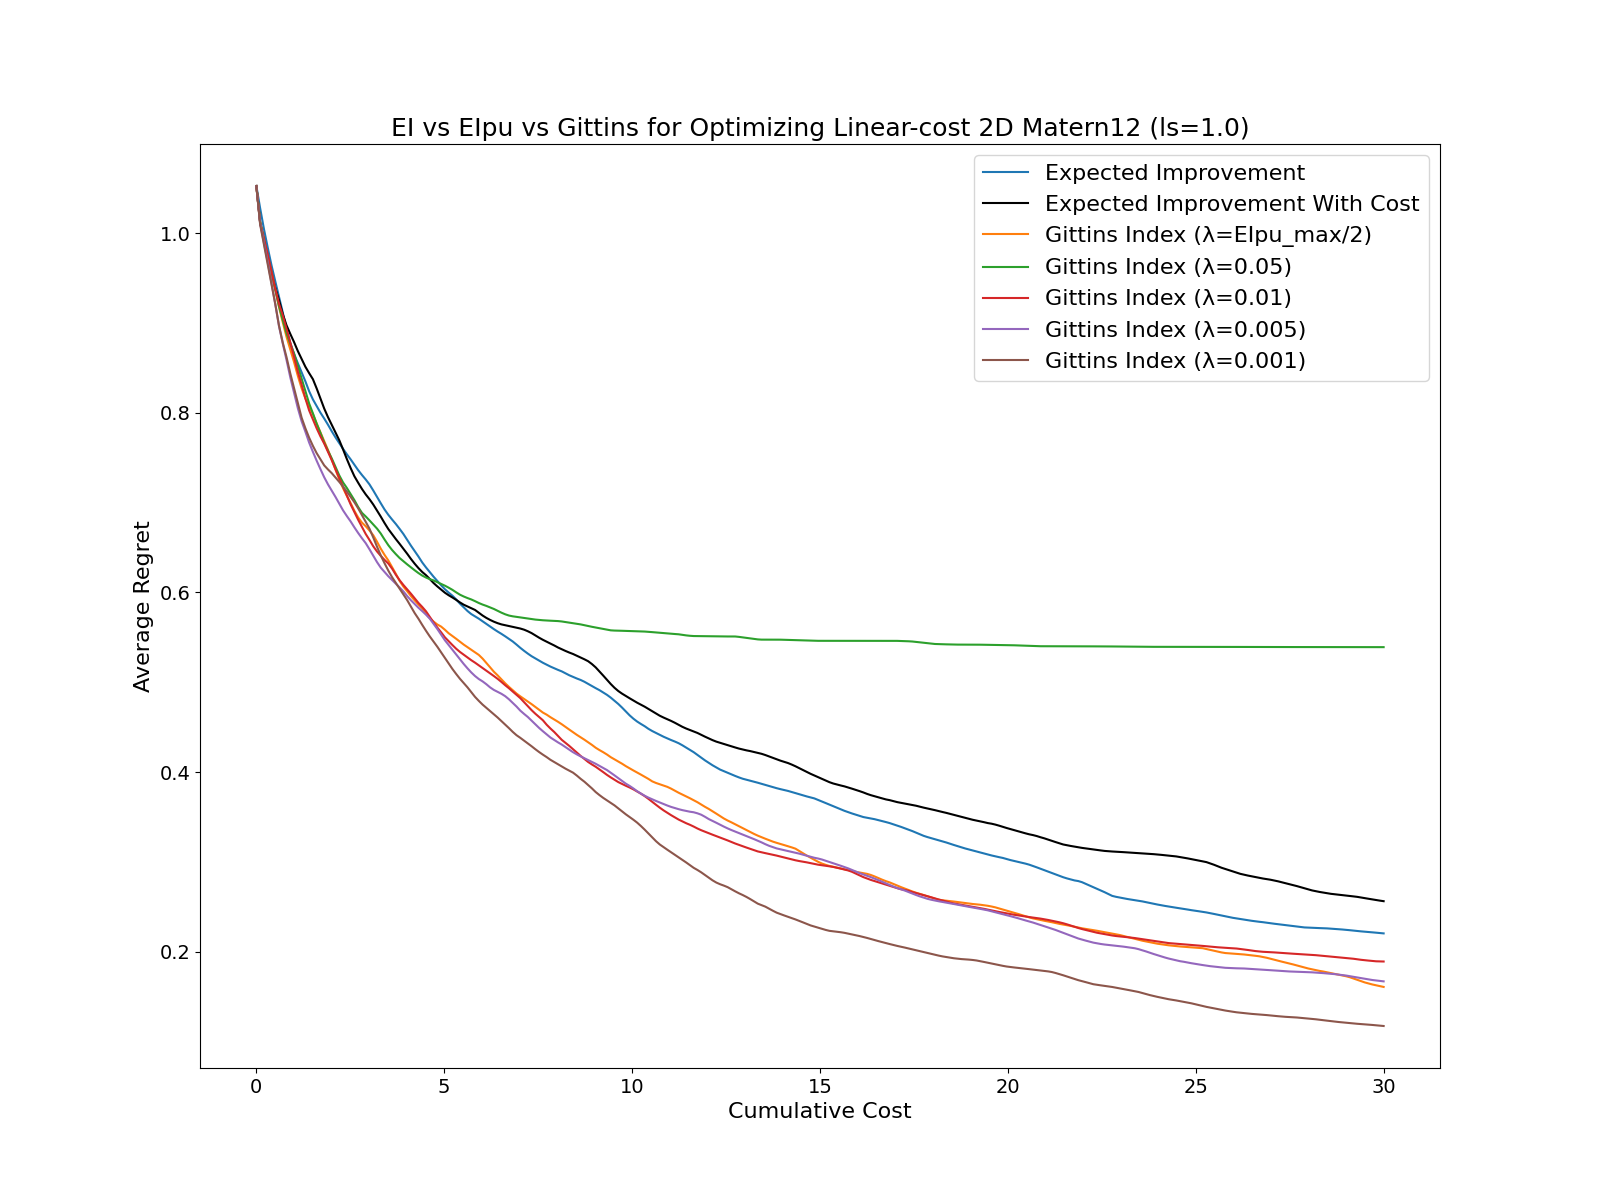 EI vs EIpu vs Gittins for Optimizing Linear-cost 2D Matern12 (ls=1.0)
Expected Improvement
Expected Improvement With Cost
Gittins Index (λ=EIpu_max/2)
Gittins Index (λ=0.05)
Gittins Index (λ=0.01)
Gittins Index (λ=0.005)
Gittins Index (λ=0.001)
Average Regret
1.0
0.8
0.6
0.4
0.2
0 5 10 15 20 25 30
Cumulative Cost